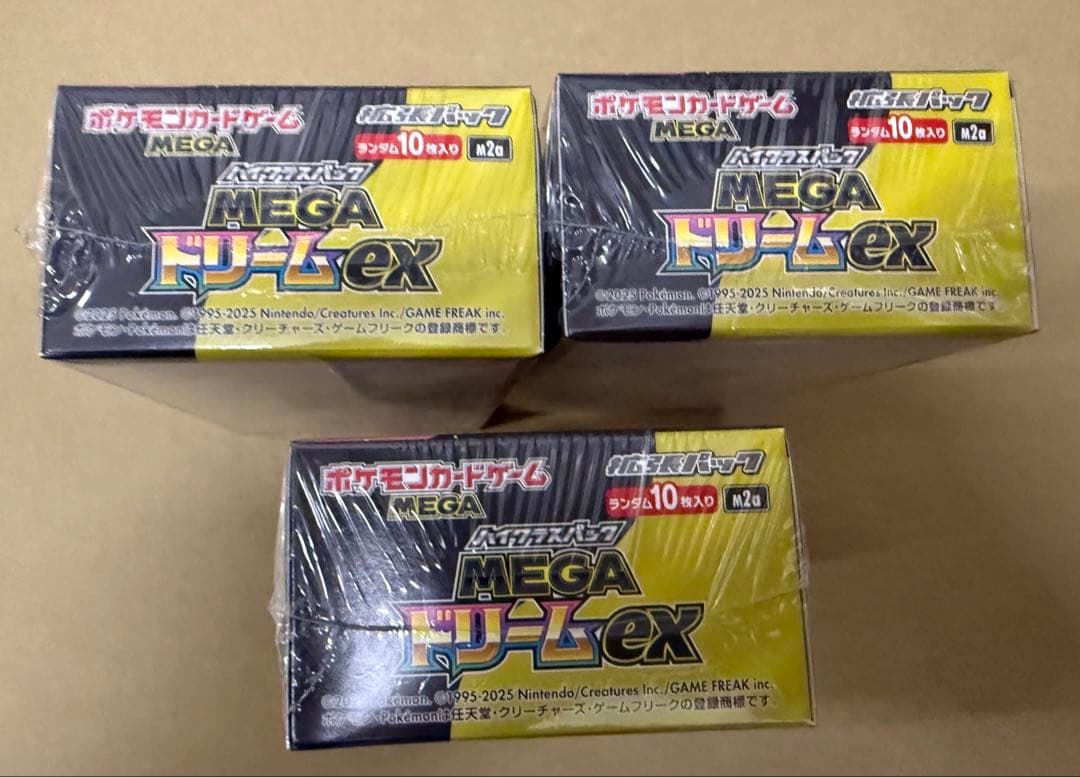 ポケモンカードゲーム
MEGA
拡張パック
ランダム10枚入り M2a
ハイクラスパック
MEGA
ドリームex
©2025 Pokémon. ©1995-2025 Nintendo/Creatures Inc./GAME FREAK inc.
ポケモン・Pokémonは任天堂・クリーチャーズ・ゲームフリークの登録商標です。
ポケモンカードゲーム
MEGA
拡張パック
ランダム10枚入り M2a
ハイクラスパック
MEGA
ドリームex
©2025 Pokémon. ©1995-2025 Nintendo/Creatures Inc./GAME FREAK inc.
ポケモン・Pokémonは任天堂・クリーチャーズ・ゲームフリークの登録商標です。
ポケモンカードゲーム
MEGA
拡張パック
ランダム10枚入り M2a
ハイクラスパック
MEGA
ドリームex
©2025 Pokémon. ©1995-2025 Nintendo/Creatures Inc./GAME FREAK inc.
ポケモン・Pokémonは任天堂・クリーチャーズ・ゲームフリークの登録商標です。